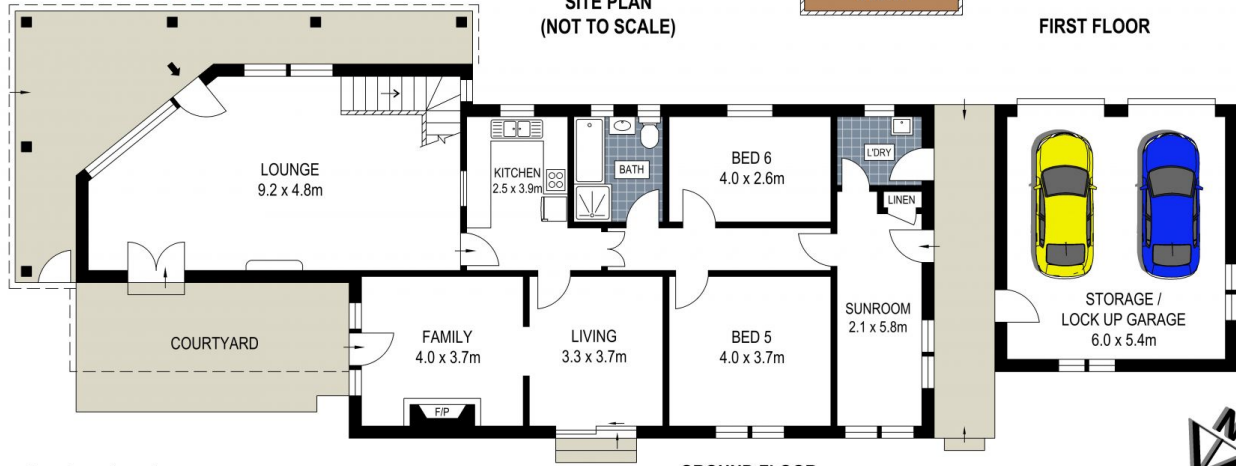 SITE PLAN
(NOT TO SCALE)
FIRST FLOOR
LOUNGE
9.2 x 4.8m
KITCHEN
2.5 x 3.9m
BATH
BED 6
4.0 x 2.6m
L'DRY
LINEN
STORAGE /
LOCK UP GARAGE
6.0 x 5.4m
COURTYARD
FAMILY
4.0 x 3.7m
F/P
LIVING
3.3 x 3.7m
BED 5
4.0 x 3.7m
SUNROOM
2.1 x 5.8m
GROUND FLOOR